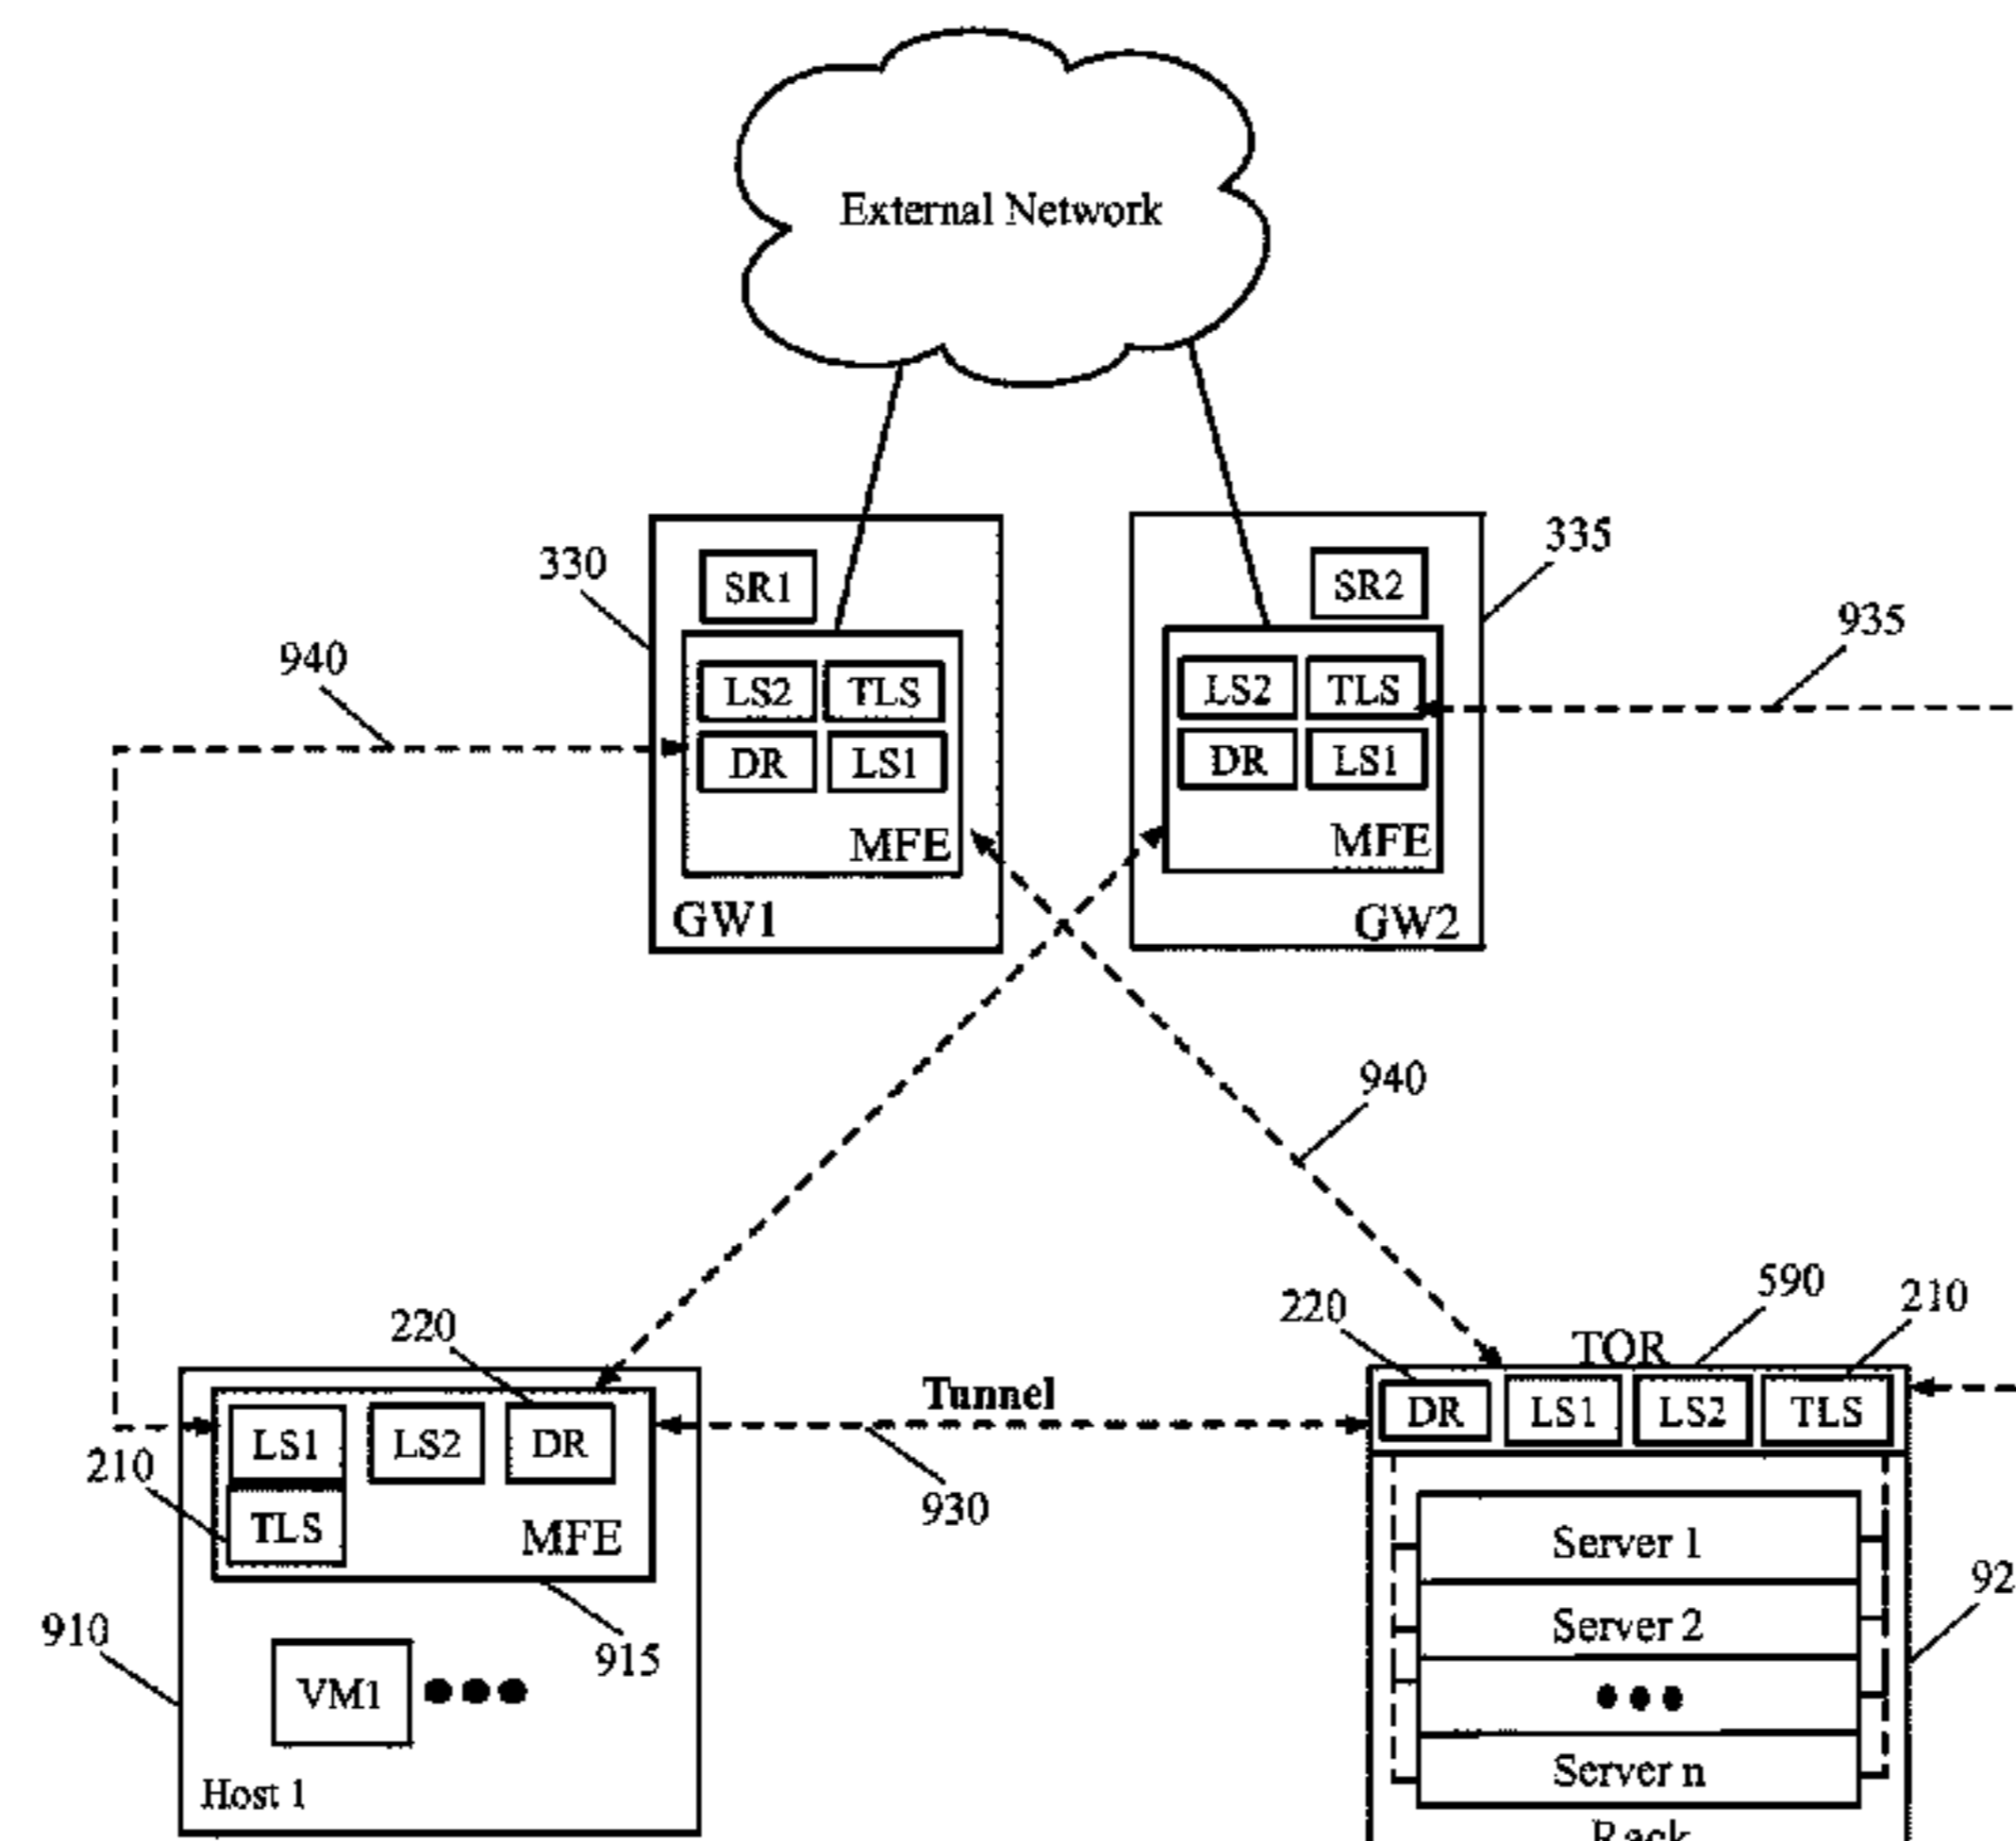 External Network
330
SR1
SR2
335
940
935
LS2 TLS
LS2 TLS
DR LS1
DR LS1
MFE
MFE
GW1
GW2
940
220
220
590
210
TOR
Tunnel
LS1 LS2 DR
DR LS1 LS2 TLS
210
930
TLS
MFE
Server 1
92
910
915
Server 2
VM1
Server n
Host 1
Rack